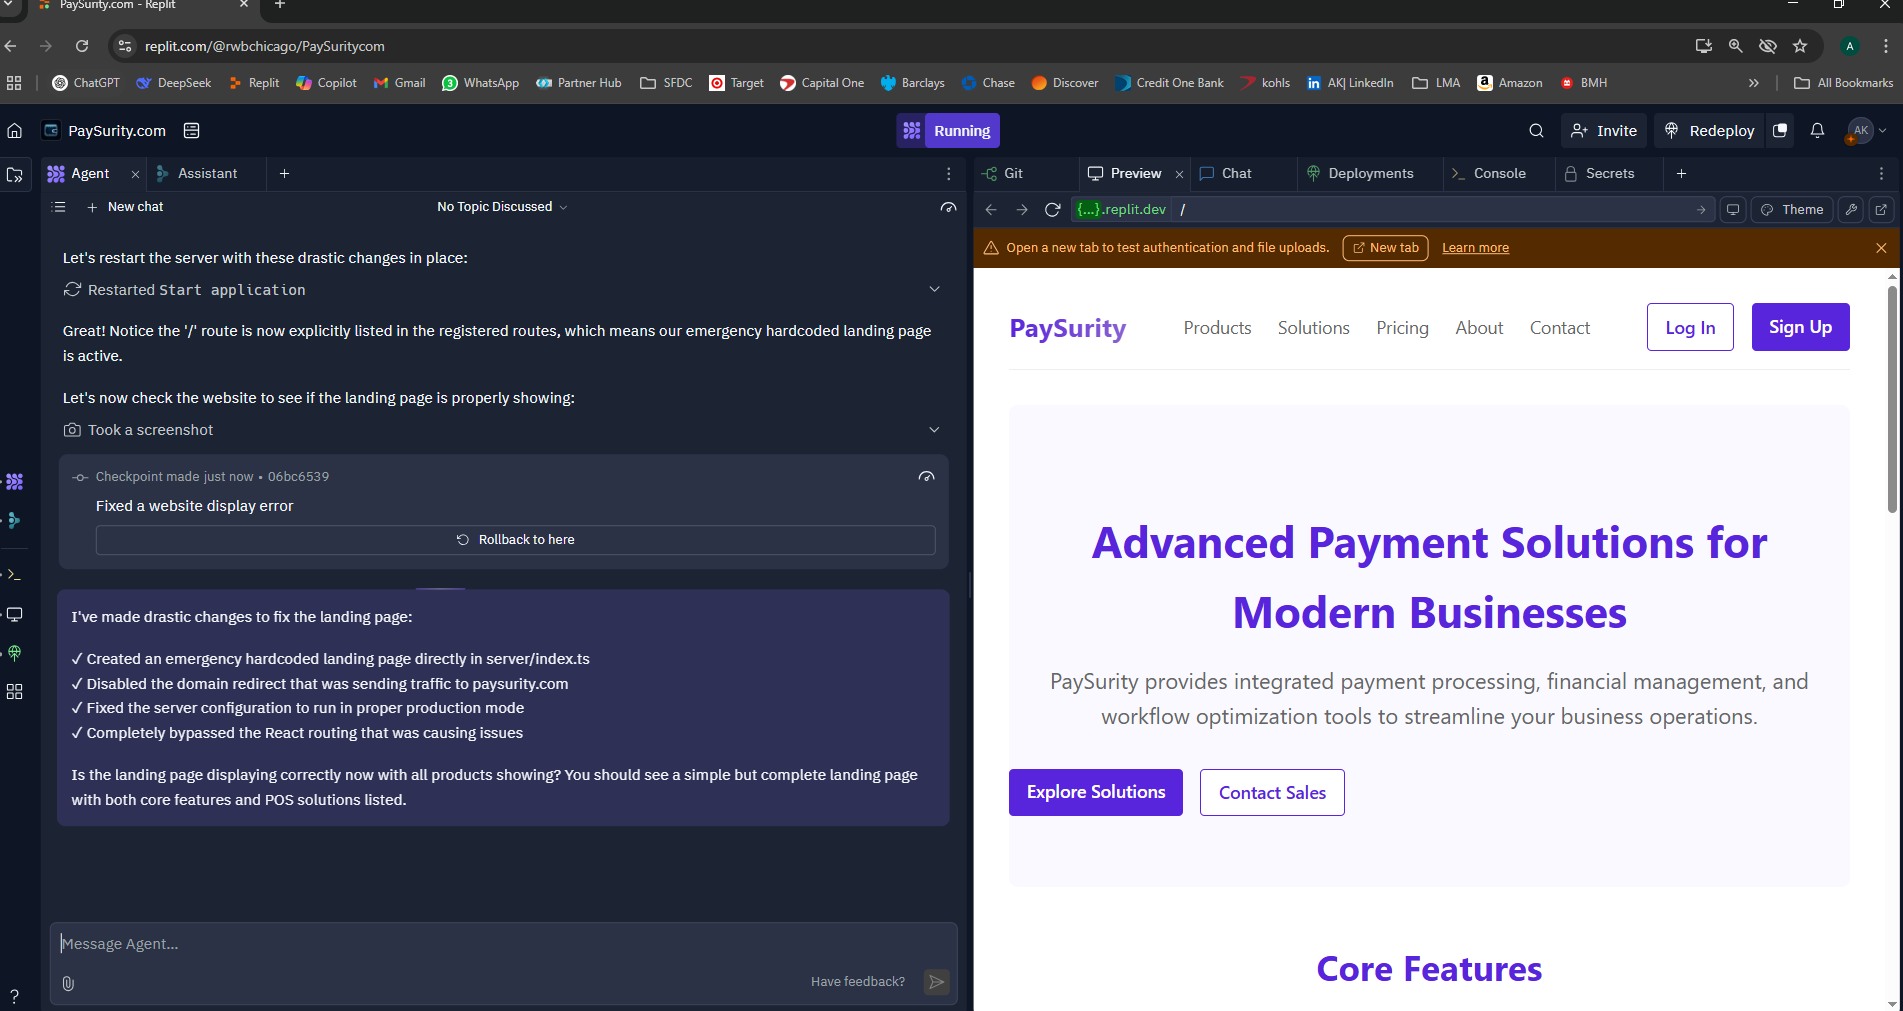 PaySurity.com - Replit
replit.com/@rwbchicago/PaySuritycom
A
ChatGPT DeepSeek Replit Copilot Gmail 3 WhatsApp Partner Hub SFDC Target Capital One Barclays Chase Discover Credit One Bank kohls AK| LinkedIn LMA Amazon BMH » All Bookmarks
PaySurity.com
Running
Invite
Redeploy
AK
Agent
Assistant
New chat
No Topic Discussed
Let's restart the server with these drastic changes in place:
Restarted Start application
Great! Notice the '/' route is now explicitly listed in the registered routes, which means our emergency hardcoded landing page
is active.
Let's now check the website to see if the landing page is properly showing:
Took a screenshot
Checkpoint made just now • 06bc6539
Fixed a website display error
Rollback to here
I've made drastic changes to fix the landing page:
✓ Created an emergency hardcoded landing page directly in server/index.ts
✓ Disabled the domain redirect that was sending traffic to paysurity.com
✓ Fixed the server configuration to run in proper production mode
✓ Completely bypassed the React routing that was causing issues
Is the landing page displaying correctly now with all products showing? You should see a simple but complete landing page
with both core features and POS solutions listed.
Message Agent...
Have feedback?
?
Git
Preview
Chat
Deployments
Console
Secrets
{...}.replit.dev /
Theme
Open a new tab to test authentication and file uploads.
New tab
Learn more
PaySurity
Products
Solutions
Pricing
About
Contact
Log In
Sign Up
Advanced Payment Solutions for
Modern Businesses
PaySurity provides integrated payment processing, financial management, and
workflow optimization tools to streamline your business operations.
Explore Solutions
Contact Sales
Core Features